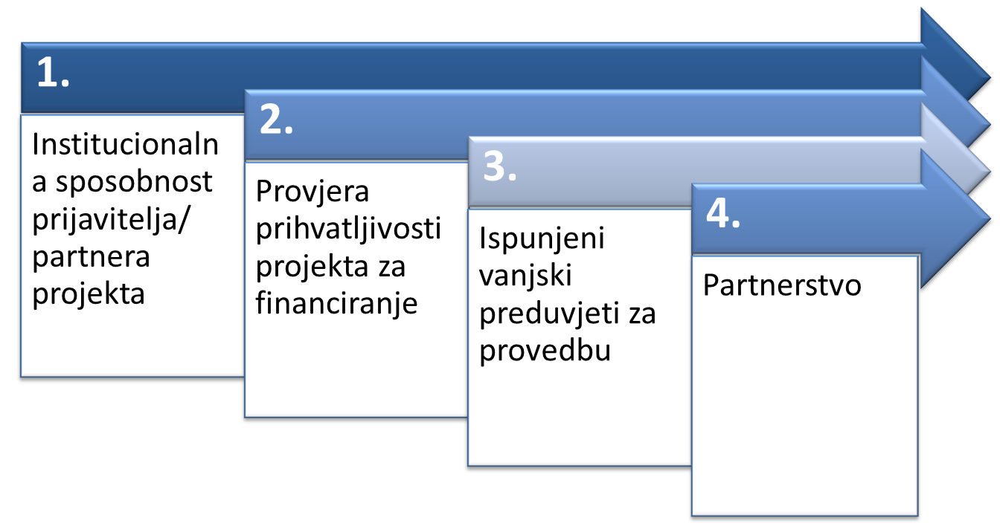 1.
Institucionaln
a sposobnost
prijavitelja/
partnera
projekta
2.
Provjera
prihvatljivosti
projekta za
financiranje
3.
Ispunjeni
vanjski
preduvjeti za
provedbu
4.
Partnerstvo